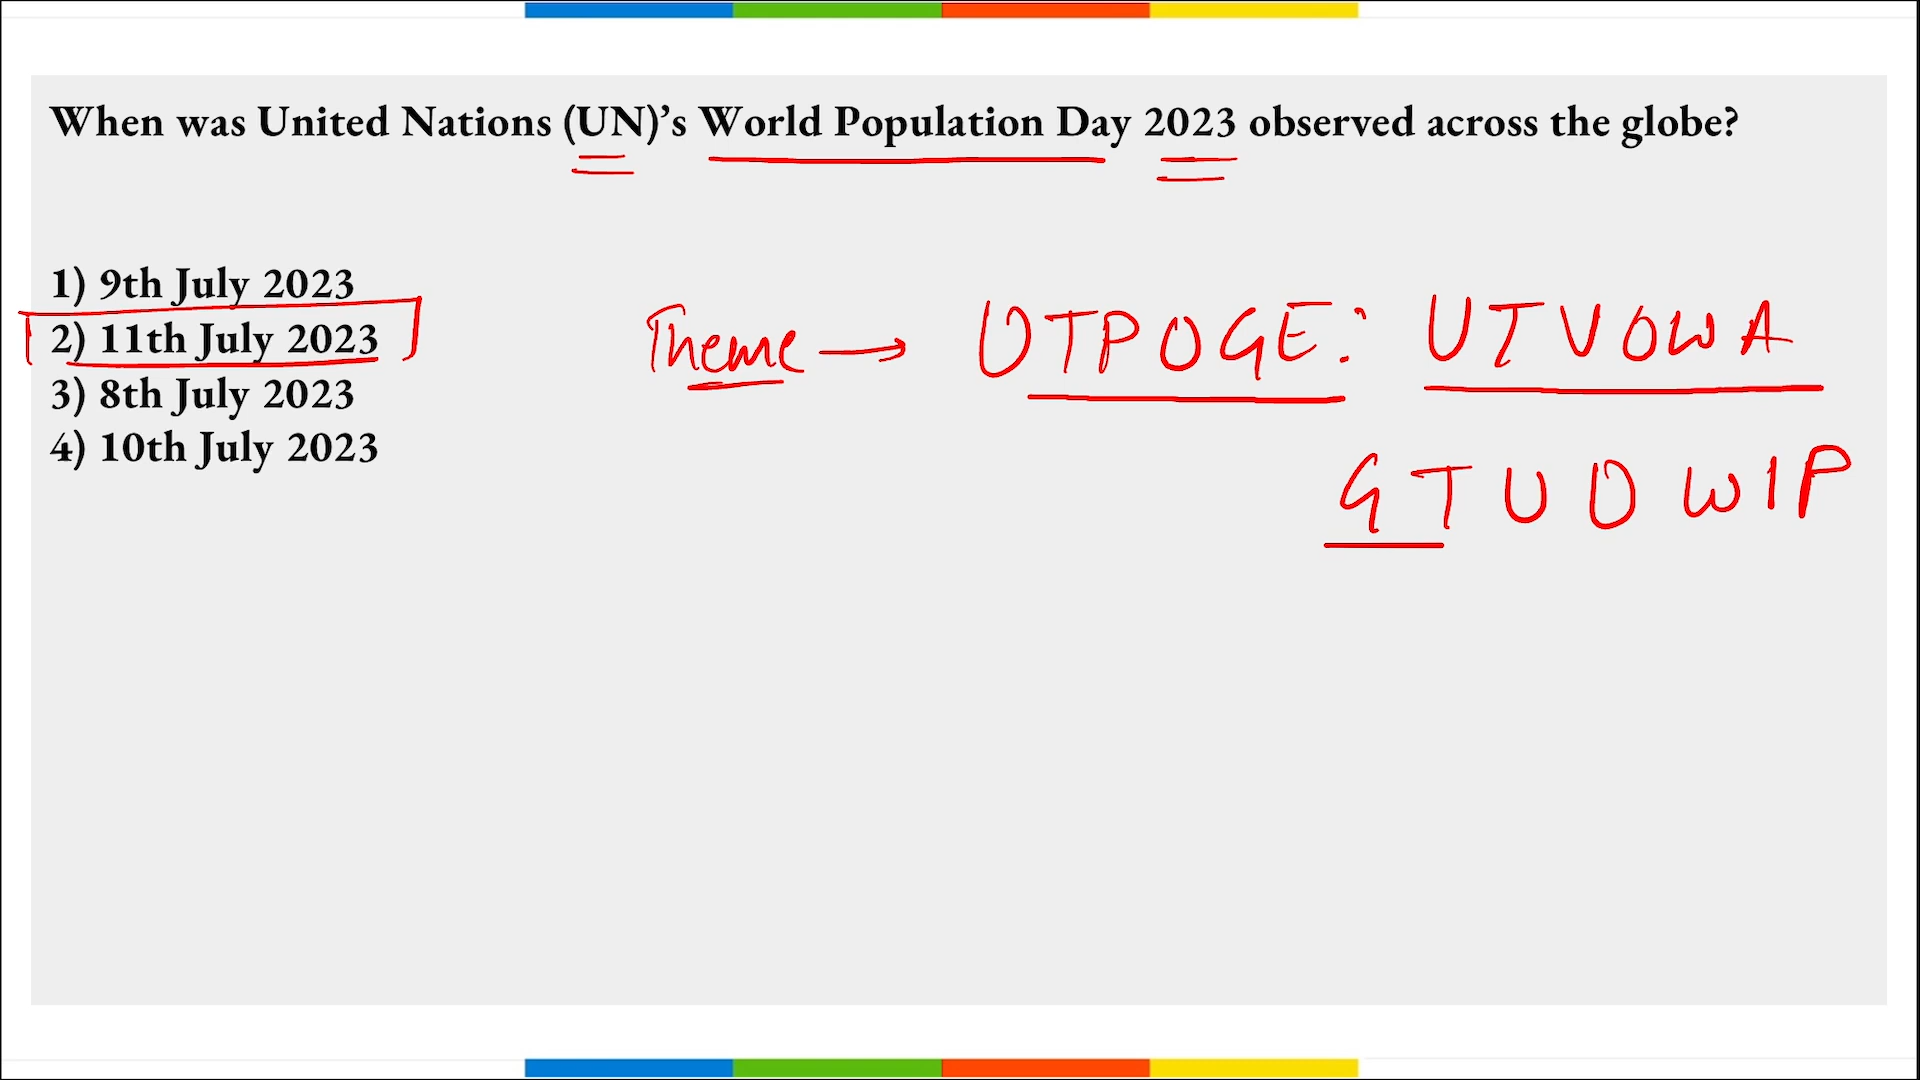 When was United Nations (UN)’s World Population Day 2023 observed across the globe?
1) 9th July 2023
2) 11th July 2023
3) 8th July 2023
4) 10th July 2023
Theme → UTPOGE: UTVOWA
GTUOWIP